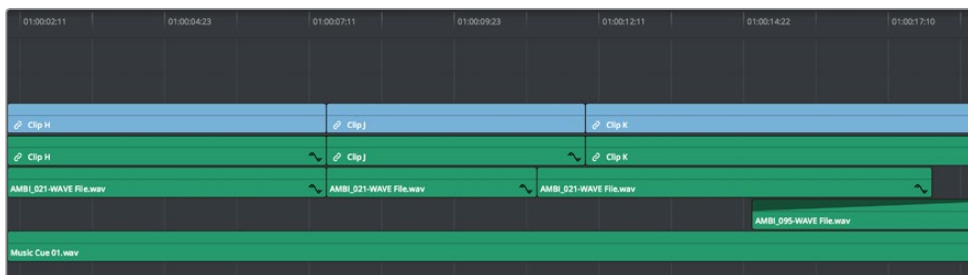 01:00:02:11 01:00:04:23 01:00:07:11 01:00:09:23 01:00:12:11 01:00:14:22 01:00:17:10
Clip H Clip J Clip K
Clip H Clip J Clip K
AMBI_021-WAVE File.wav AMBI_021-WAVE File.wav AMBI_021-WAVE File.wav
AMBI_095-WAVE File.wav
Music Cue 01.wav